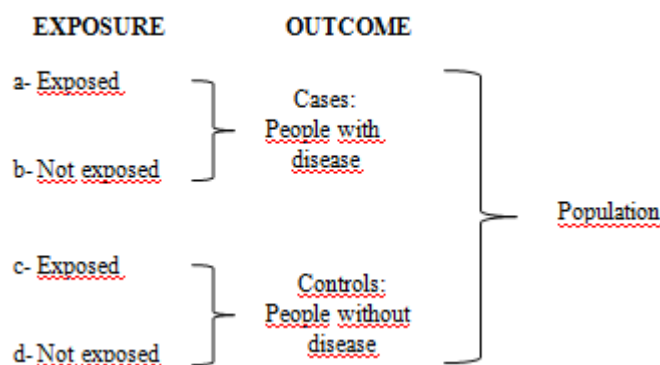 EXPOSURE OUTCOME
a- Exposed
b- Not exposed
Cases:
People with
disease
c- Exposed
d- Not exposed
Controls:
People without
disease
Population